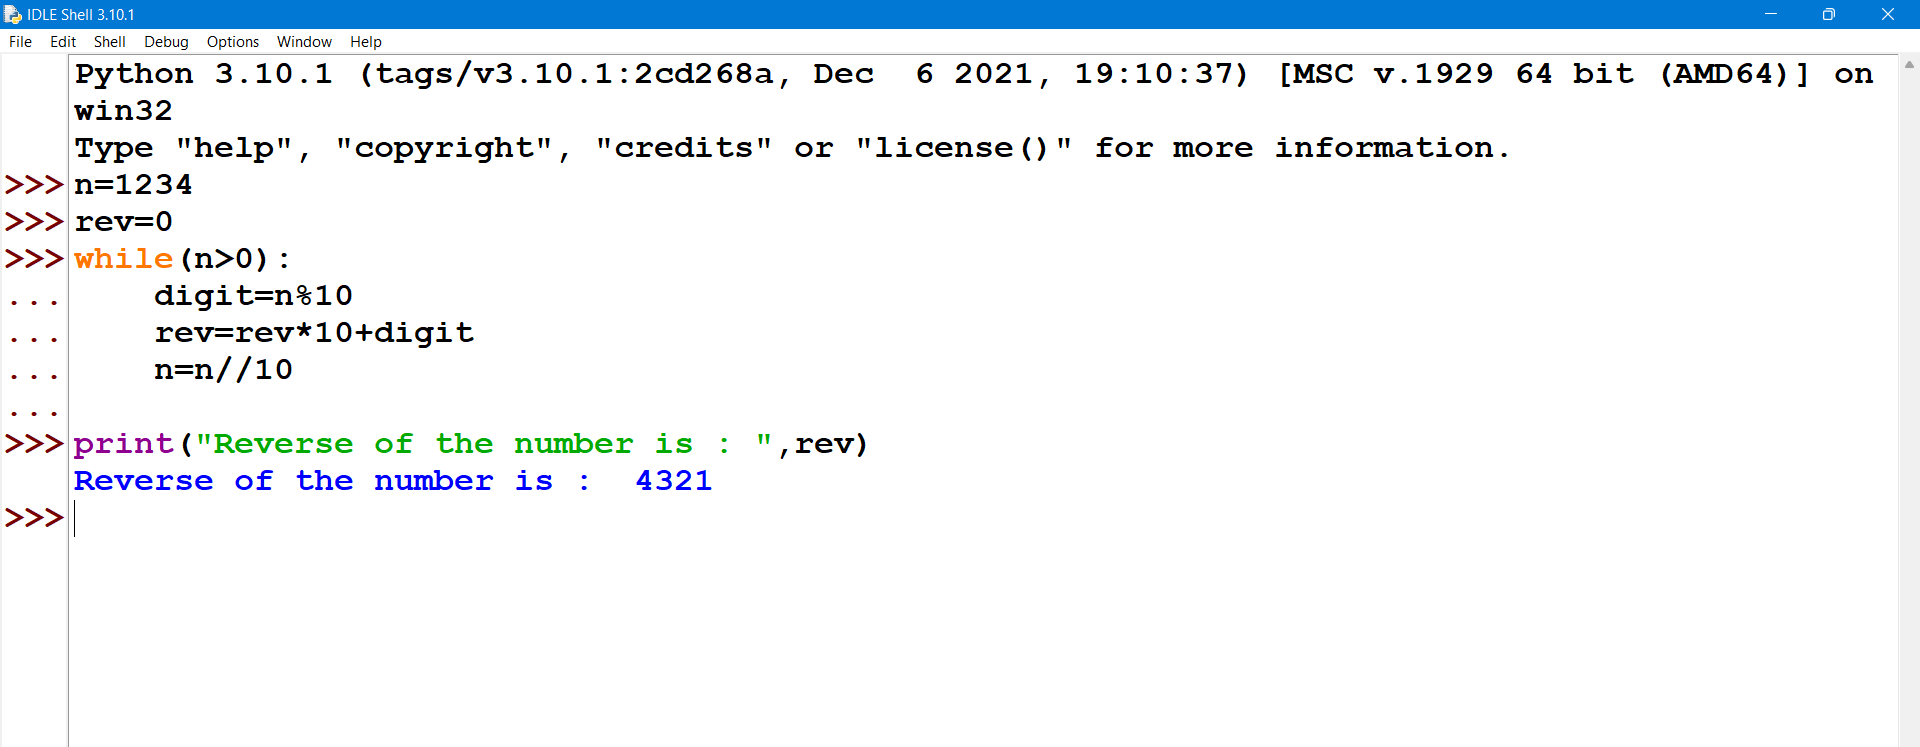 IDLE Shell 3.10.1
File Edit Shell Debug Options Window Help
Python 3.10.1 (tags/v3.10.1:2cd268a, Dec  6 2021, 19:10:37) [MSC v.1929 64 bit (AMD64)] on
win32
Type "help", "copyright", "credits" or "license()" for more information.
>>> n=1234
>>> rev=0
>>> while(n>0):
...     digit=n%10
...     rev=rev*10+digit
...     n=n//10
...
>>> print("Reverse of the number is : ",rev)
Reverse of the number is :  4321
>>>